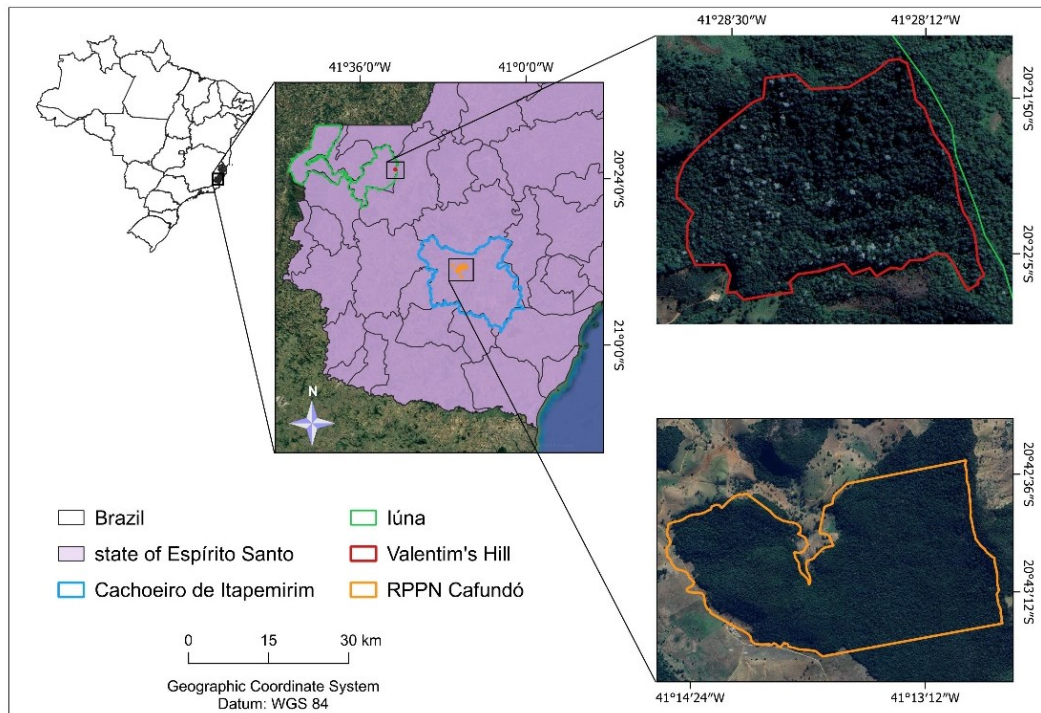 41°28'30"W
41°28'12"W
41°36'0"W
41°0'0"W
20°21'50"S
20°24'0"S
20°22'5"S
21°0'0"S
N
20°42'36"S
20°43'12"S
41°14'24"W
41°13'12"W
Brazil
Iúna
state of Espírito Santo
Valentim's Hill
Cachoeiro de Itapemirim
RPPN Cafundó
0 15 30 km
Geographic Coordinate System
Datum: WGS 84